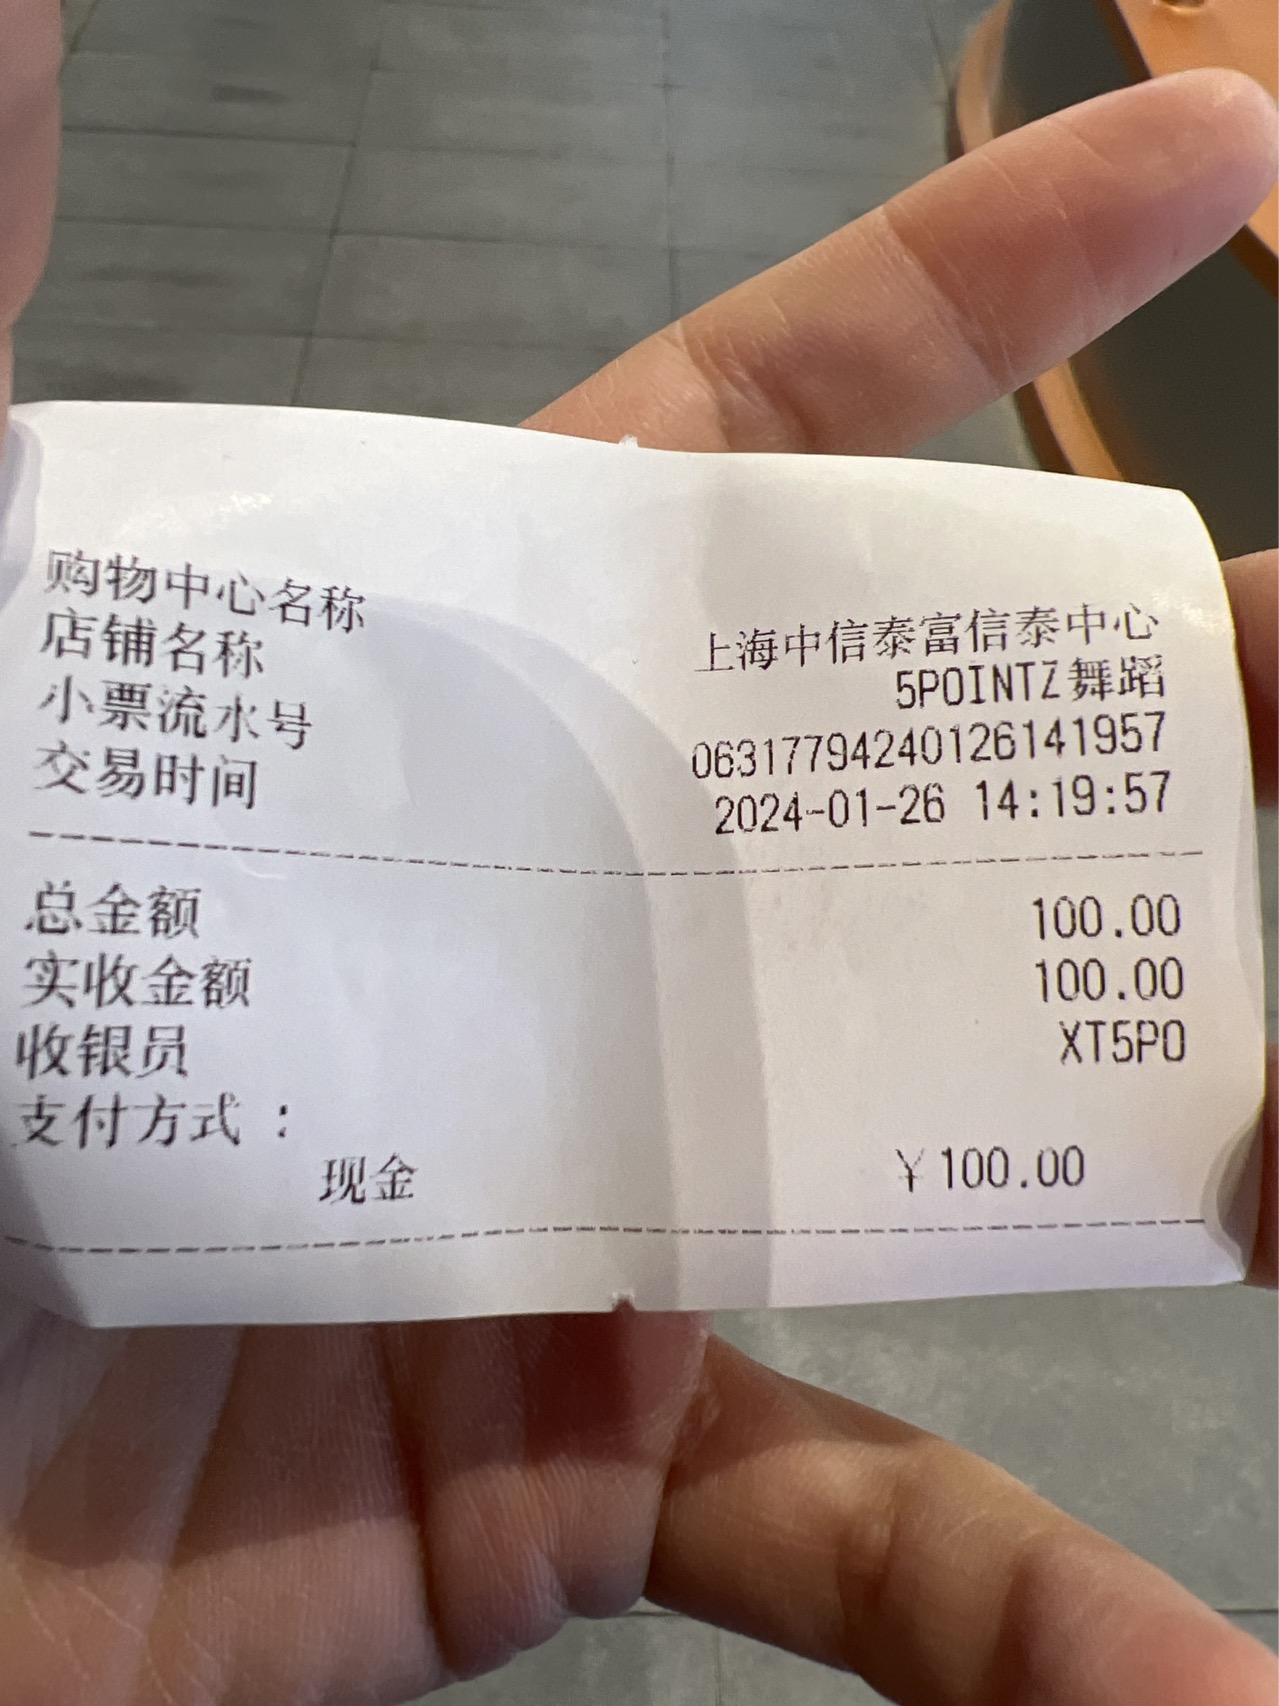 购物中心名称 上海中信泰富信泰中心
店铺名称 5POINTZ舞蹈
小票流水号 06317794240126141957
交易时间 2024-01-26 14:19:57
总金额 100.00
实收金额 100.00
收银员 XT5PO
支付方式：
现金 ￥100.00